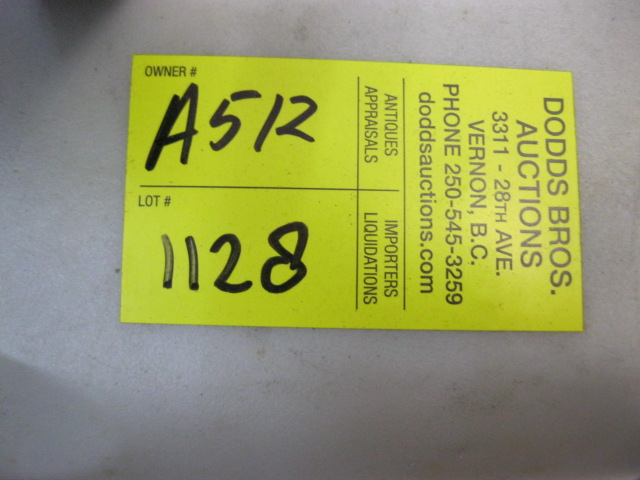 OWNER #
A512
LOT #
1128
ANTIQUES
APPRAISALS
IMPORTERS
LIQUIDATIONS
DODDS BROS.
AUCTIONS
3311 - 28TH AVE.
VERNON, B.C.
PHONE 250-545-3259
doddsauctions.com